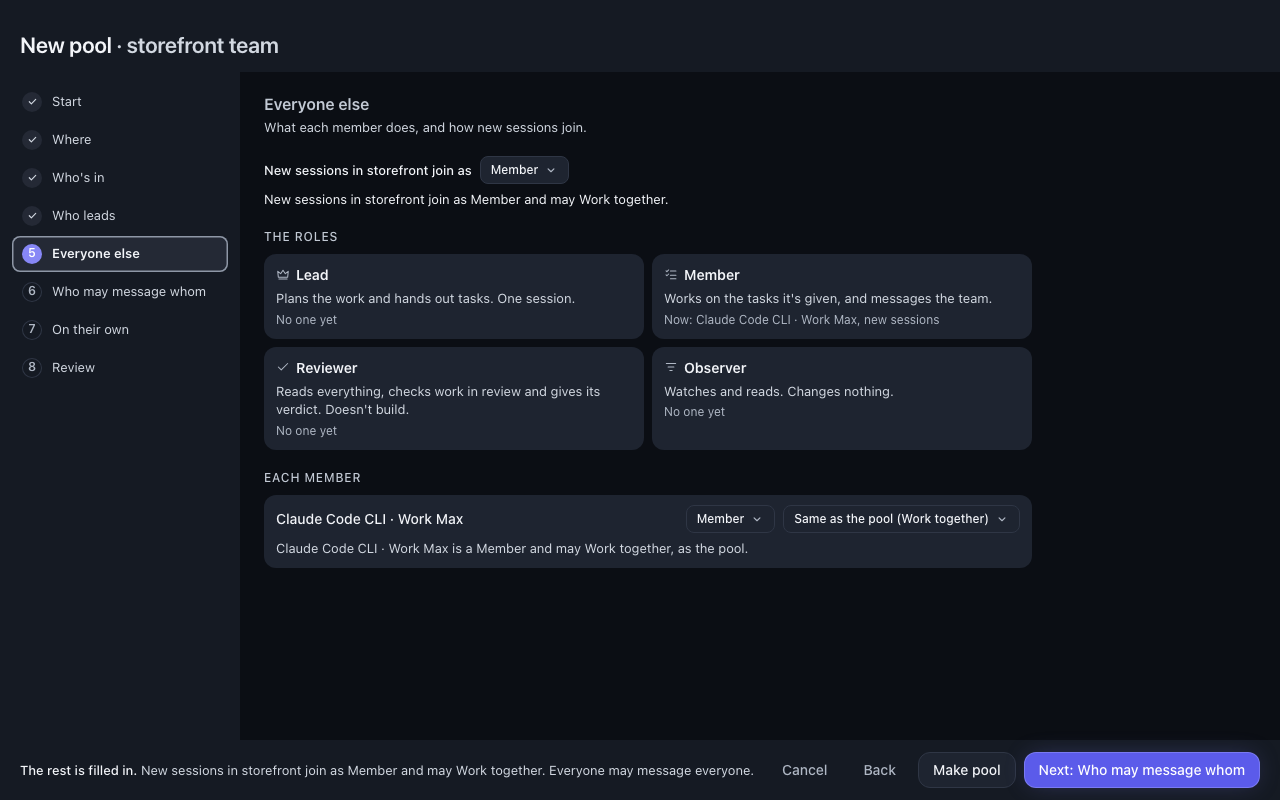 New pool · storefront team
Start
Where
Who's in
Who leads
5 Everyone else
6 Who may message whom
7 On their own
8 Review
Everyone else
What each member does, and how new sessions join.
New sessions in storefront join as Member
New sessions in storefront join as Member and may Work together.
THE ROLES
Lead
Plans the work and hands out tasks. One session.
No one yet
Member
Works on the tasks it's given, and messages the team.
Now: Claude Code CLI · Work Max, new sessions
Reviewer
Reads everything, checks work in review and gives its
verdict. Doesn't build.
No one yet
Observer
Watches and reads. Changes nothing.
No one yet
EACH MEMBER
Claude Code CLI · Work Max Member Same as the pool (Work together)
Claude Code CLI · Work Max is a Member and may Work together, as the pool.
The rest is filled in. New sessions in storefront join as Member and may Work together. Everyone may message everyone. Cancel Back Make pool Next: Who may message whom